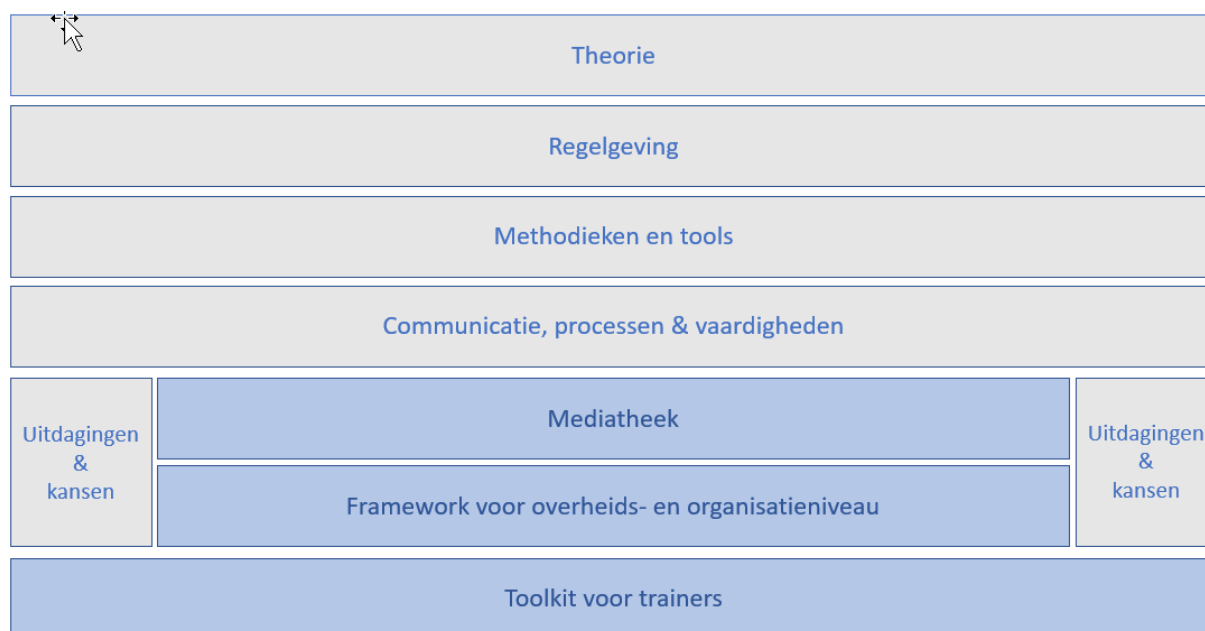 Theorie
Regelgeving
Methodieken en tools
Communicatie, processen & vaardigheden
Uitdagingen
&
kansen
Mediatheek
Framework voor overheids- en organisatieniveau
Uitdagingen
&
kansen
Toolkit voor trainers